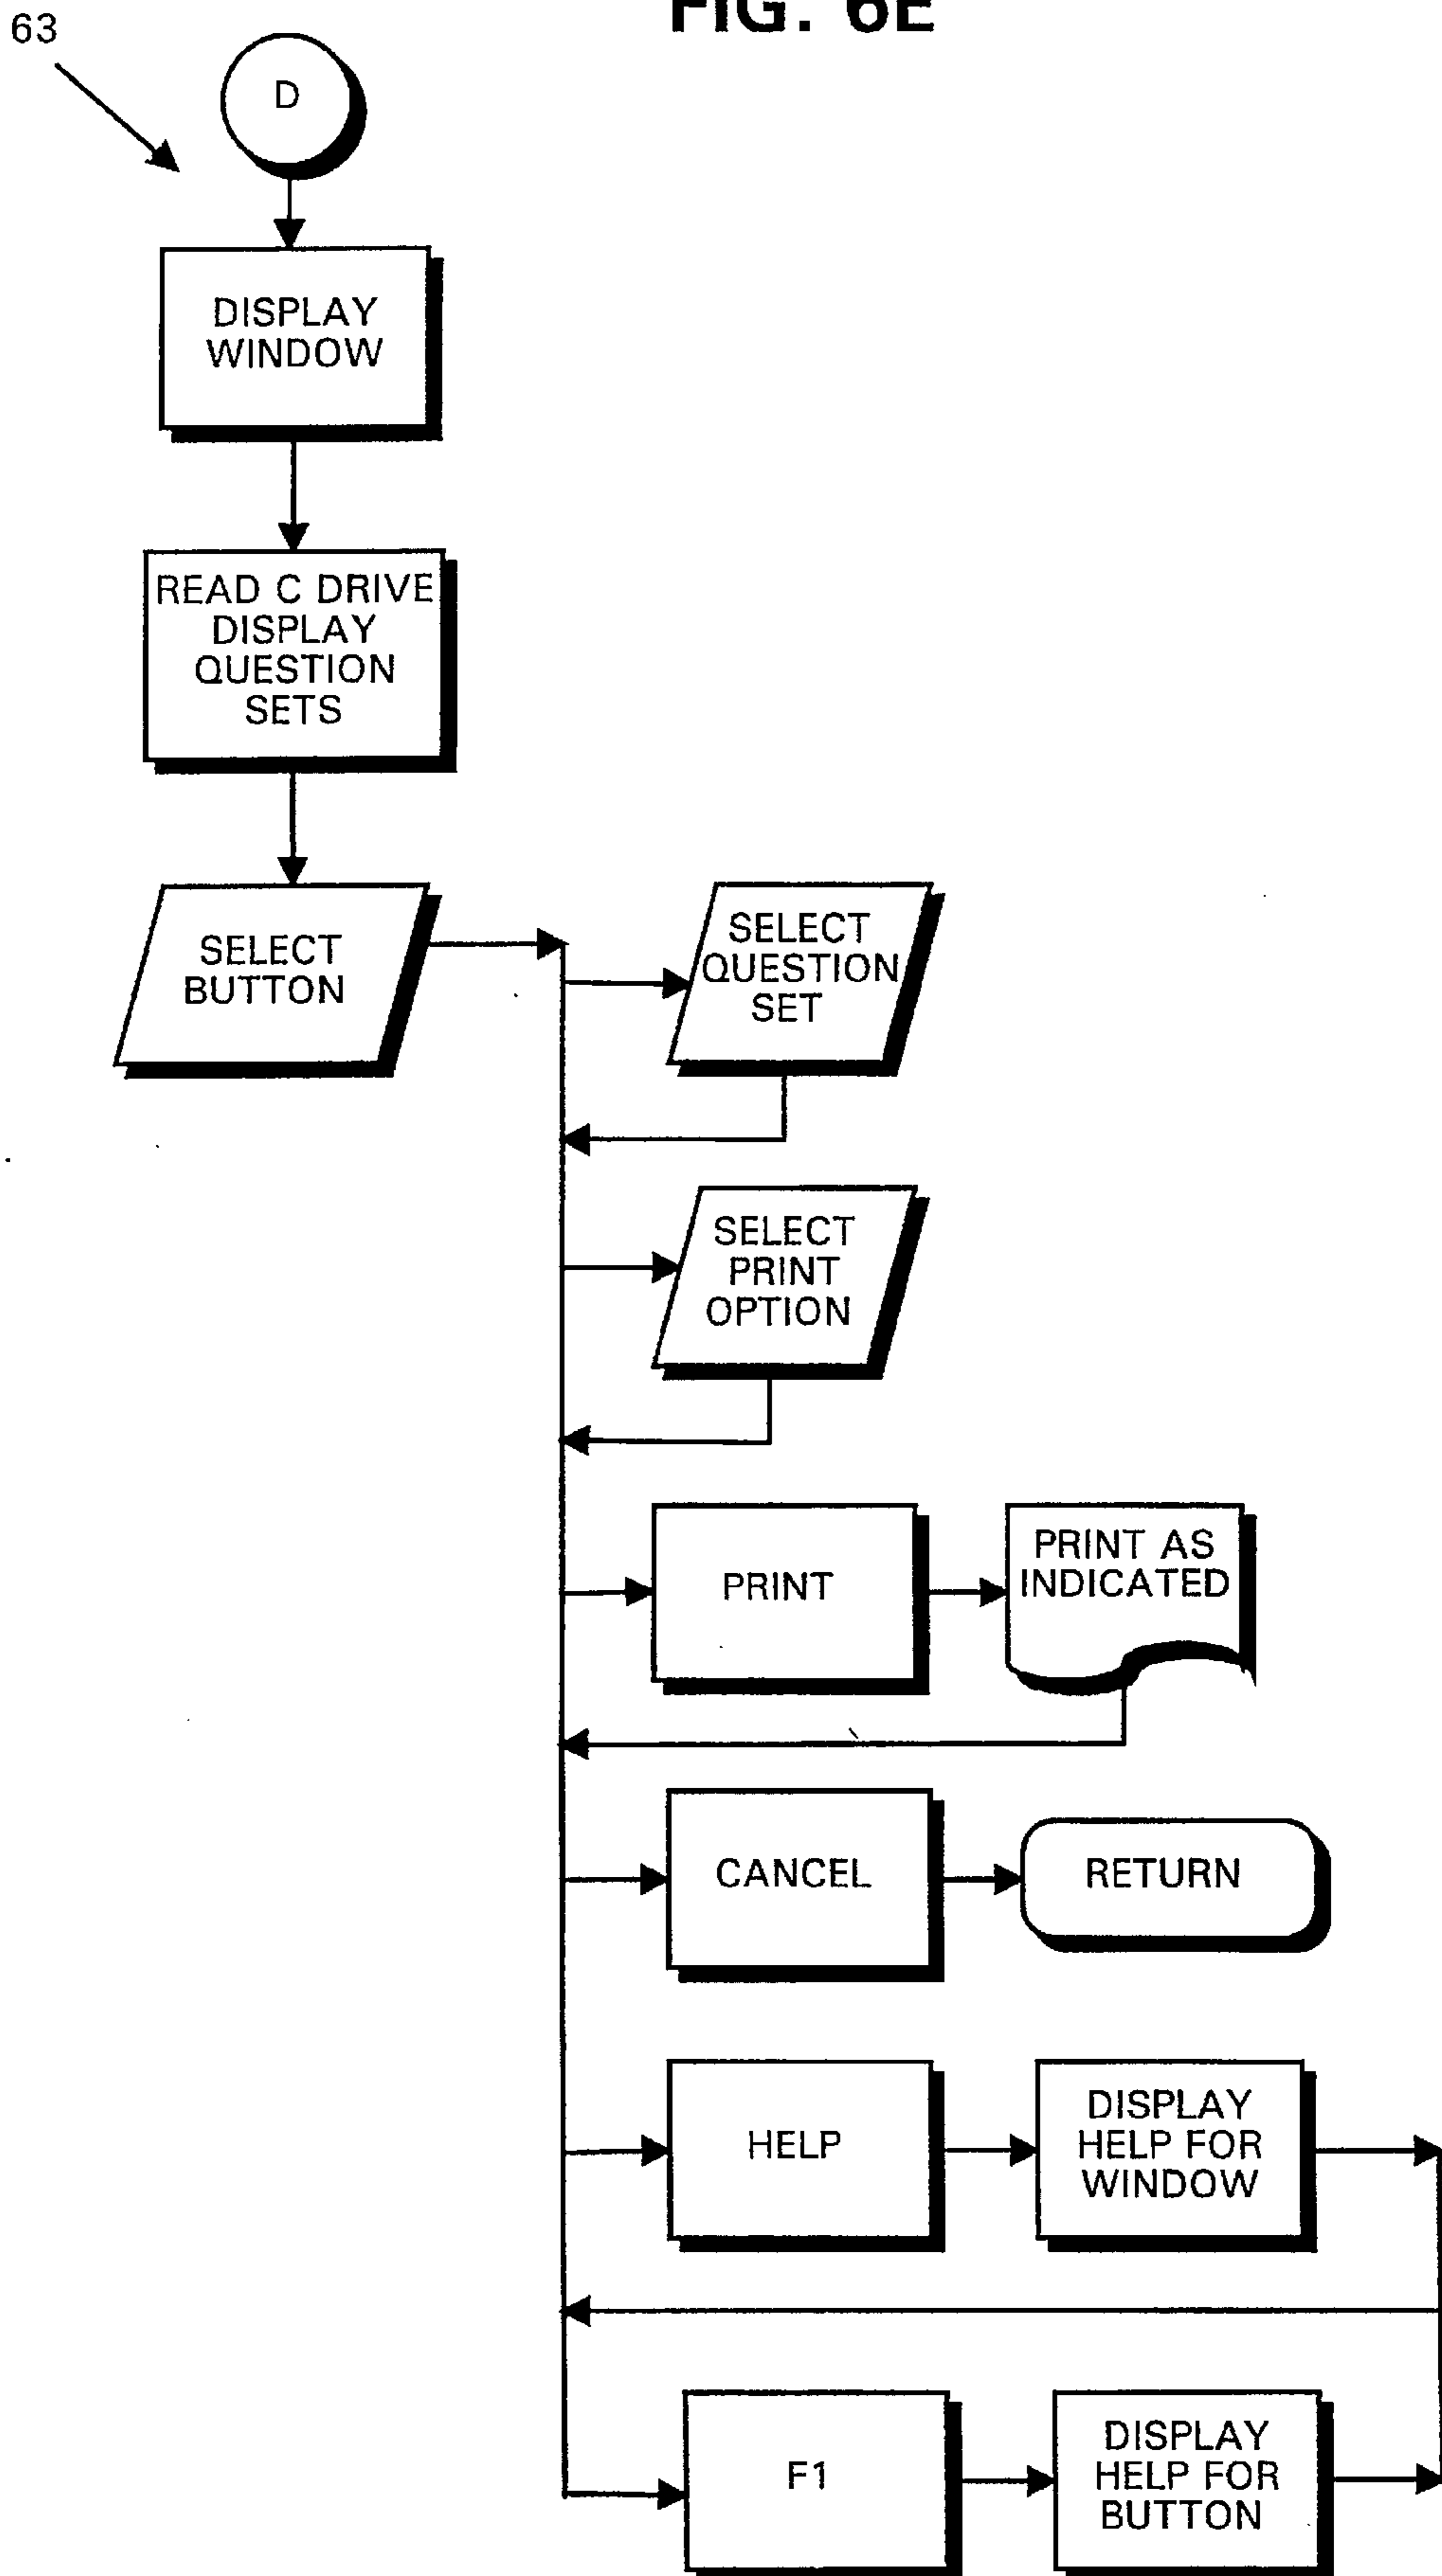 FIG. 6E
63
D
DISPLAY
WINDOW
READ C DRIVE
DISPLAY
QUESTION
SETS
SELECT
BUTTON
SELECT
QUESTION
SET
SELECT
PRINT
OPTION
PRINT
PRINT AS
INDICATED
CANCEL
RETURN
HELP
DISPLAY
HELP FOR
WINDOW
F1
DISPLAY
HELP FOR
BUTTON